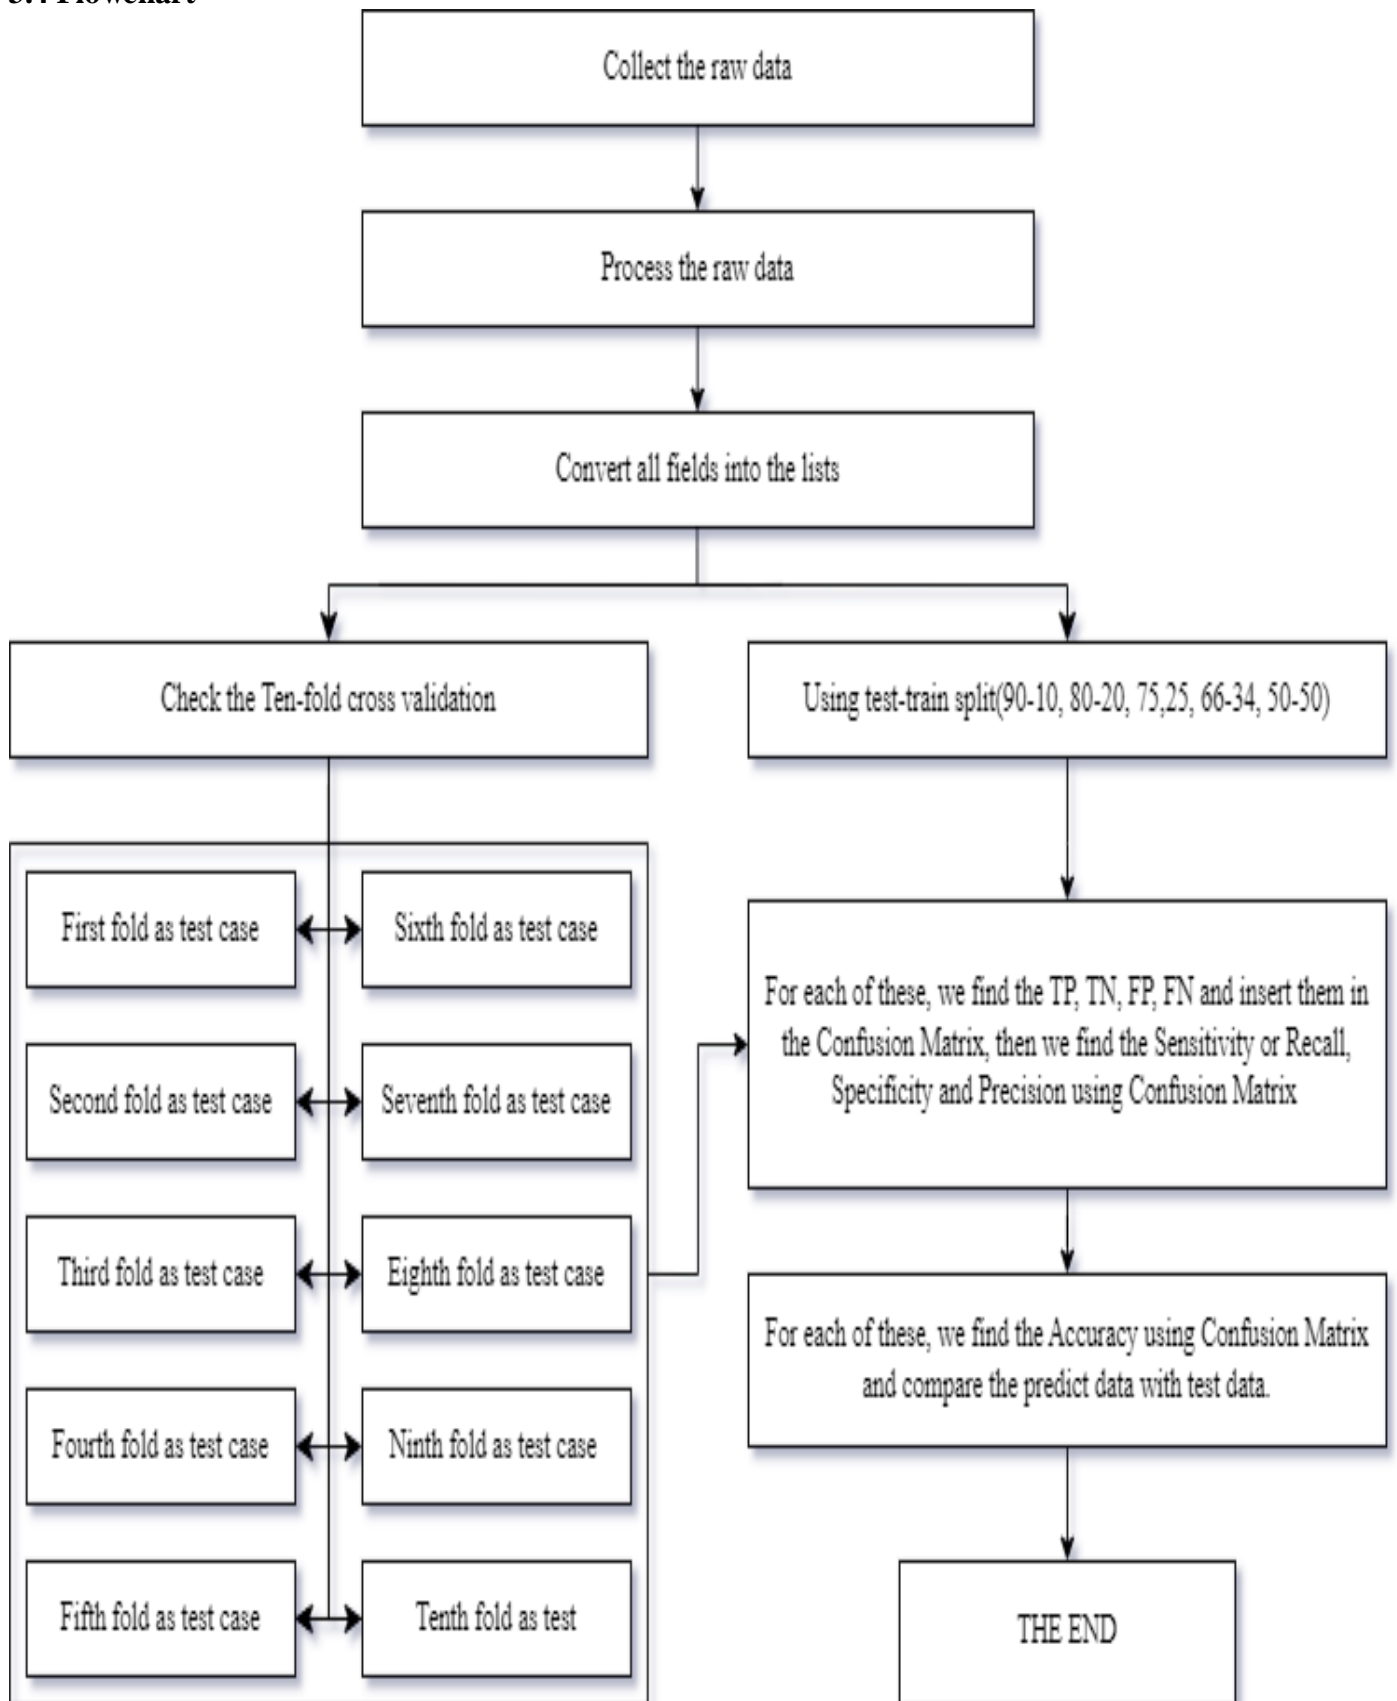 3.4 Flowchart
Collect the raw data
Process the raw data
Convert all fields into the lists
Check the Ten-fold cross validation
Using test-train split(90-10, 80-20, 75,25, 66-34, 50-50)
First fold as test case
Sixth fold as test case
Second fold as test case
Seventh fold as test case
Third fold as test case
Eighth fold as test case
Fourth fold as test case
Ninth fold as test case
Fifth fold as test case
Tenth fold as test
For each of these, we find the TP, TN, FP, FN and insert them in
the Confusion Matrix, then we find the Sensitivity or Recall,
Specificity and Precision using Confusion Matrix
For each of these, we find the Accuracy using Confusion Matrix
and compare the predict data with test data.
THE END